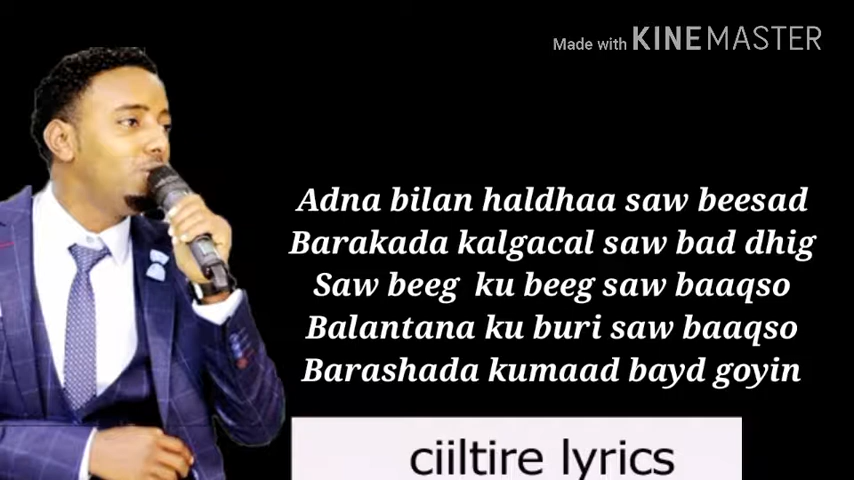 Made with KINEMASTER
Adna bilan haldhaa saw beesad
Barakada kalgacal saw bad dhig
Saw beeg ku beeg saw baaqso
Balantana ku buri saw baaqso
Barashada kumaad bayd goyin
ciiltire lyrics